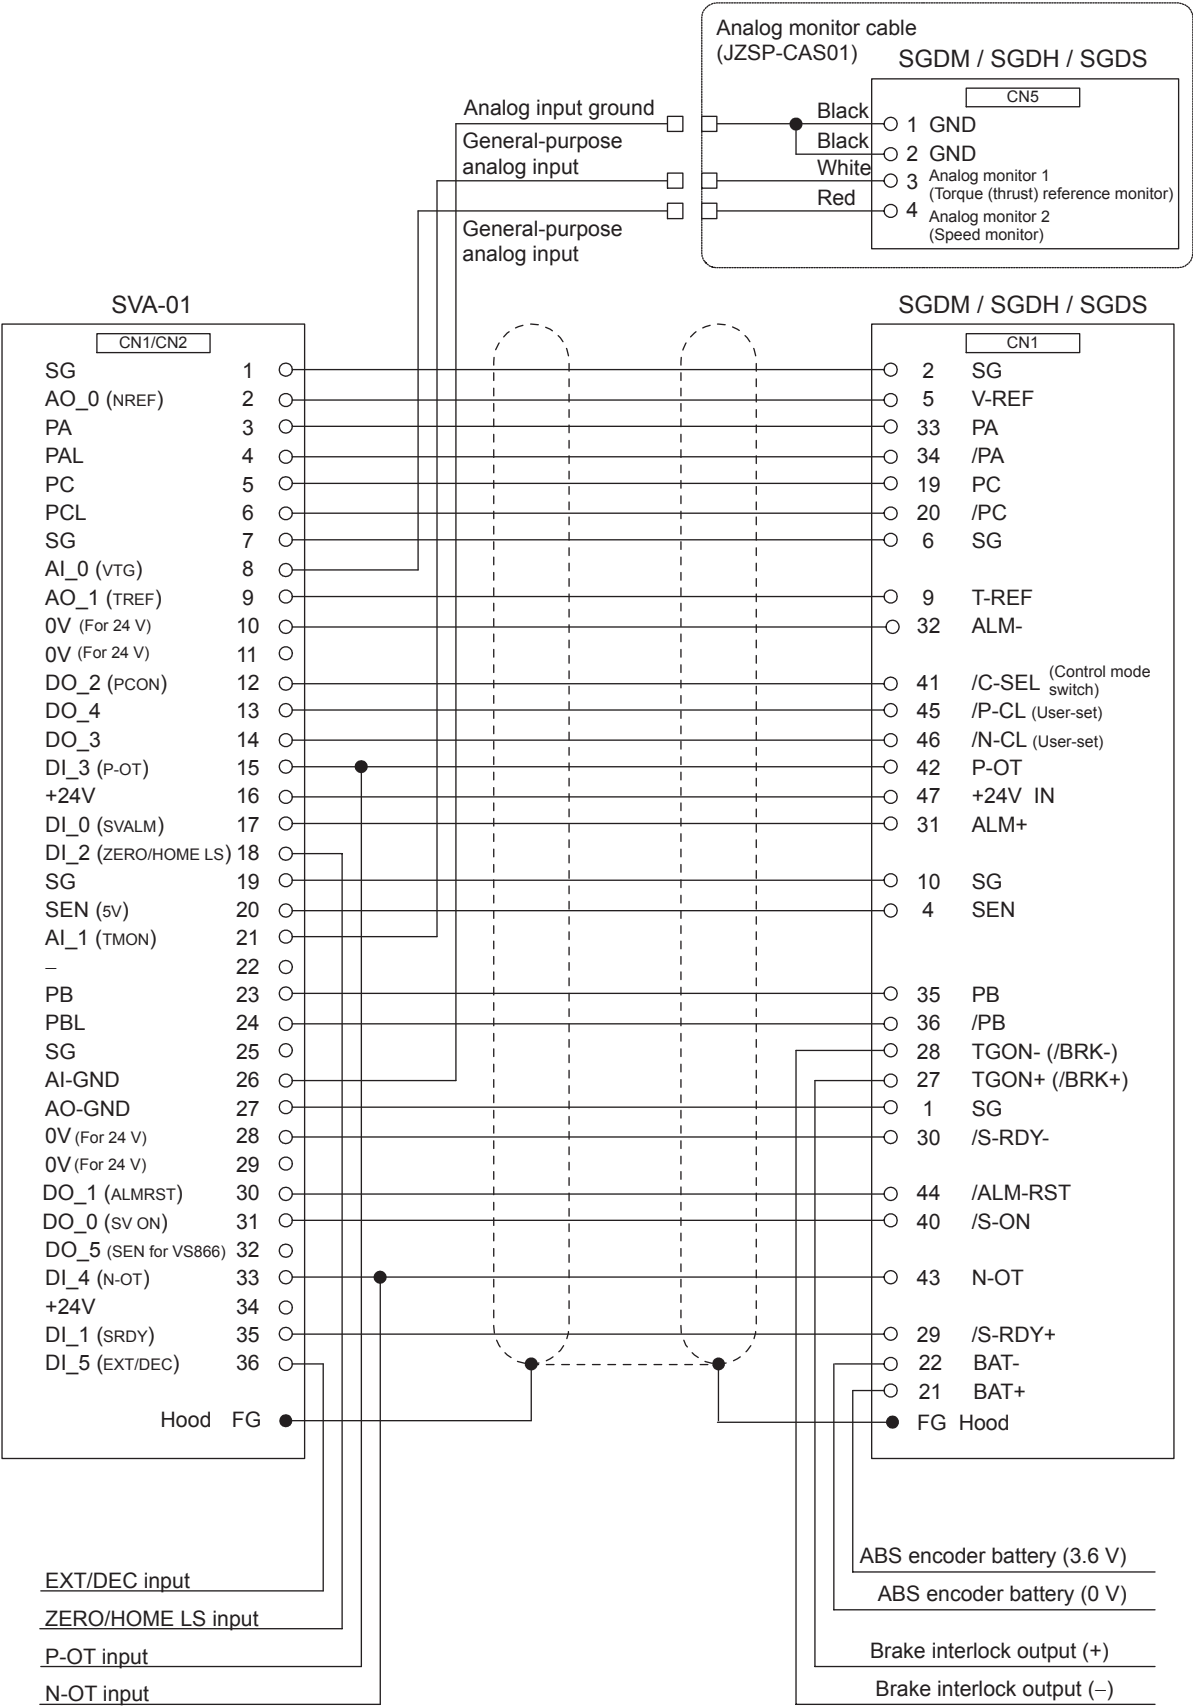 Analog monitor cable
(JZSP-CAS01)
SGDM / SGDH / SGDS
CN5
Analog input ground
Black
1 GND
General-purpose
analog input
Black
2 GND
White
3 Analog monitor 1
(Torque (thrust) reference monitor)
Red
4 Analog monitor 2
(Speed monitor)
General-purpose
analog input
SVA-01
SGDM / SGDH / SGDS
CN1/CN2
CN1
SG 1 2 SG
AO_0 (NREF) 2 5 V-REF
PA 3 33 PA
PAL 4 34 /PA
PC 5 19 PC
PCL 6 20 /PC
SG 7 6 SG
AI_0 (VTG) 8
AO_1 (TREF) 9 9 T-REF
0V (For 24 V) 10 32 ALM-
0V (For 24 V) 11
DO_2 (PCON) 12 41 /C-SEL (Control mode switch)
DO_4 13 45 /P-CL (User-set)
DO_3 14 46 /N-CL (User-set)
DI_3 (P-OT) 15 42 P-OT
+24V 16 47 +24V IN
DI_0 (SVALM) 17 31 ALM+
DI_2 (ZERO/HOME LS) 18
SG 19 10 SG
SEN (5V) 20 4 SEN
AI_1 (TMON) 21
– 22
PB 23 35 PB
PBL 24 36 /PB
SG 25 28 TGON- (/BRK-)
AI-GND 26 27 TGON+ (/BRK+)
AO-GND 27 1 SG
0V (For 24 V) 28 30 /S-RDY-
0V (For 24 V) 29
DO_1 (ALMRST) 30 44 /ALM-RST
DO_0 (SV ON) 31 40 /S-ON
DO_5 (SEN for VS866) 32
DI_4 (N-OT) 33 43 N-OT
+24V 34
DI_1 (SRDY) 35 29 /S-RDY+
DI_5 (EXT/DEC) 36 22 BAT-
21 BAT+
Hood FG FG Hood
ABS encoder battery (3.6 V)
EXT/DEC input
ABS encoder battery (0 V)
ZERO/HOME LS input
Brake interlock output (+)
P-OT input
Brake interlock output (–)
N-OT input